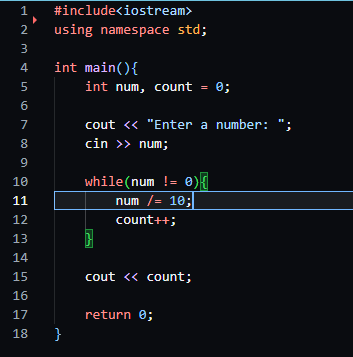 1 #include<iostream>
2 using namespace std;
3
4 int main(){
5 int num, count = 0;
6
7 cout << "Enter a number: ";
8 cin >> num;
9
10 while(num != 0){
11 num /= 10;
12 count++;
13 }
14
15 cout << count;
16
17 return 0;
18 }